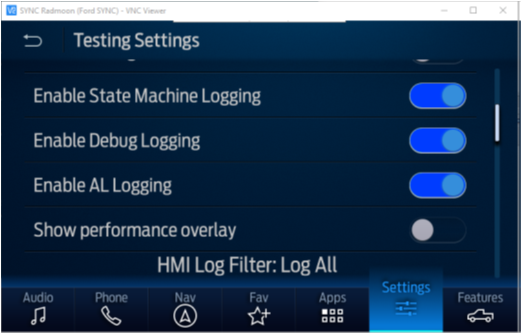 SYNC Radmoon (Ford SYNC) - VNC Viewer
Testing Settings
Enable State Machine Logging
Enable Debug Logging
Enable AL Logging
Show performance overlay
HMI Log Filter: Log All
Audio
Phone
Nav
Fav
Apps
Settings
Features